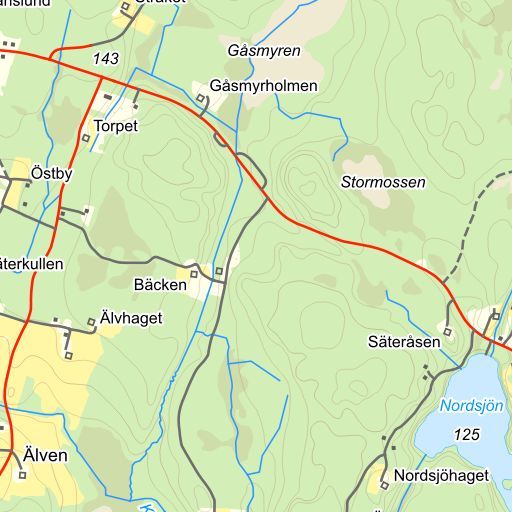 143
Gåsmyren
Gåsmyrholmen
Torpet
Östby
Stormossen
Bäcken
Älvhaget
Säteråsen
Nordsjön
125
Älven
Nordsjöhaget